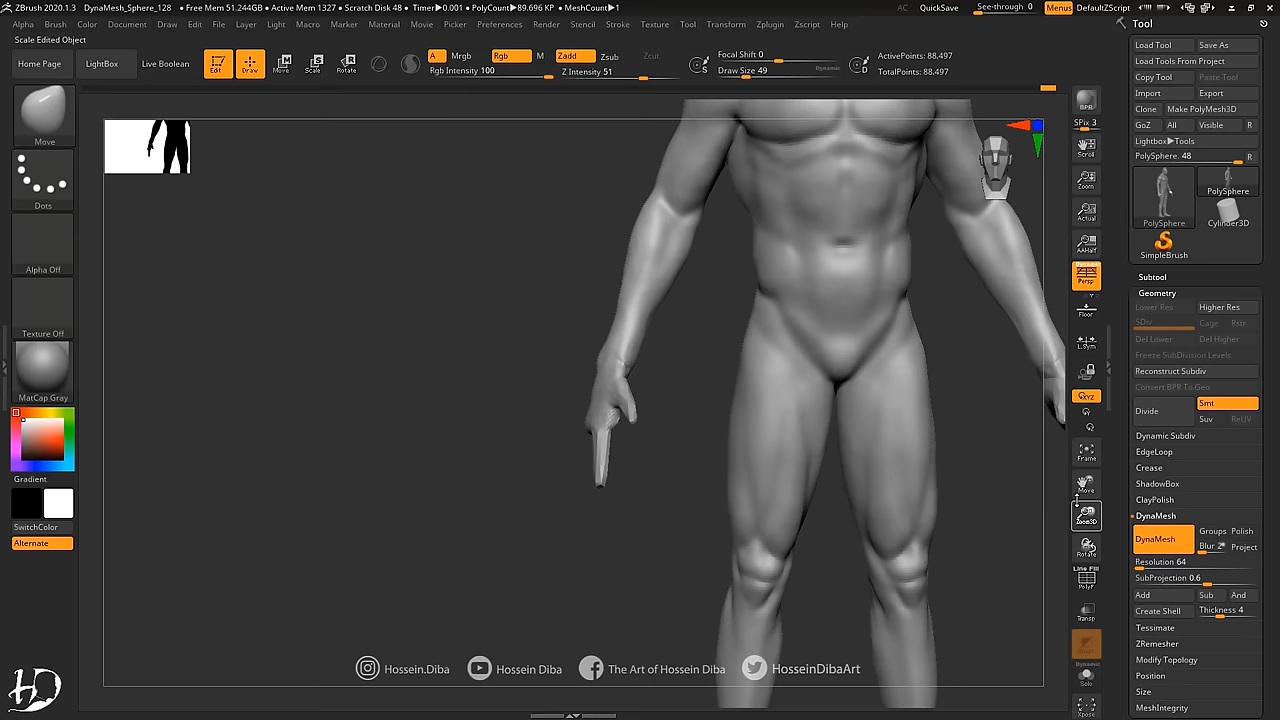 ZBrush 2020.1.3 DynaMesh_Sphere_128 • Free Mem 51.244GB • Active Mem 1327 • Scratch Disk 48 • Timer▶0.001 • PolyCount▶89.696 KP • MeshCount▶1 AC QuickSave See-through 0 Menus DefaultZScript
Alpha Brush Color Document Draw Edit File Layer Light Macro Marker Material Movie Picker Preferences Render Stencil Stroke Texture Tool Transform Zplugin Zscript Help
Scale Edited Object
Home Page LightBox Live Boolean Edit Draw Move Scale Rotate
A Mrgb Rgb M Zadd Zsub Zcut
Rgb Intensity 100 Z Intensity 51
Focal Shift 0
Draw Size 49 Dynamic
ActivePoints: 88,497
TotalPoints: 88,497
Move
Dots
Alpha Off
Texture Off
MatCap Gray
Gradient
SwitchColor
Alternate
BPR
SPix 3
Scroll
Zoom
Actual
AAHalf
Dynamic
Persp
Floor
L.Sym
XYZ
Frame
Move
Zoom3D
Rotate
Line Fill
PolyF
Transp
Dynamic
Solo
Xpose
Tool
Load Tool Save As
Load Tools From Project
Copy Tool Paste Tool
Import Export
Clone Make PolyMesh3D
GoZ All Visible R
Lightbox▶Tools
PolySphere. 48 R
PolySphere
PolySphere Cylinder3D
SimpleBrush
Subtool
Geometry
Lower Res Higher Res
SDiv Cage Rstr
Del Lower Del Higher
Freeze SubDivision Levels
Reconstruct Subdiv
Convert BPR To Geo
Divide Smt
Suv ReUV
Dynamic Subdiv
EdgeLoop
Crease
ShadowBox
ClayPolish
DynaMesh
DynaMesh Groups Polish
Blur 2 Project
Resolution 64
SubProjection 0.6
Add Sub And
Create Shell Thickness 4
Tessimate
ZRemesher
Modify Topology
Position
Size
MeshIntegrity
Hossein.Diba Hossein Diba The Art of Hossein Diba HosseinDibaArt
HD